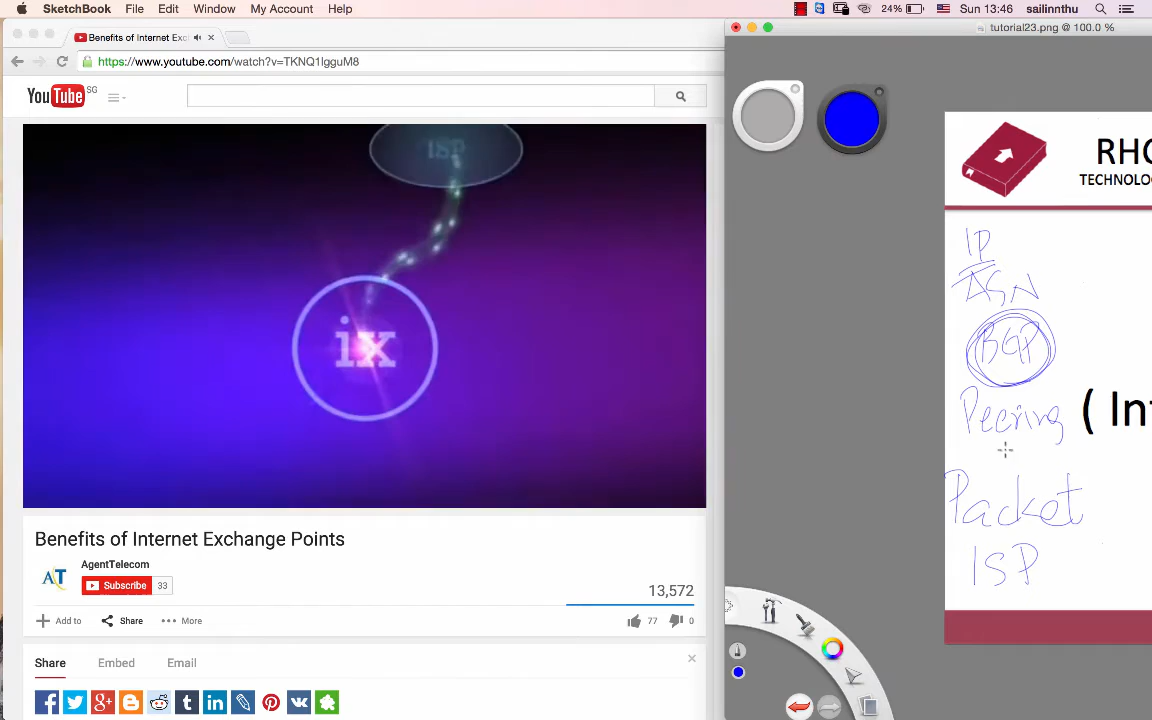 SketchBook File Edit Window My Account Help 24% Sun 13:46 sailinnthu
Benefits of Internet Exc
tutorial23.png @ 100.0 %
https://www.youtube.com/watch?v=TKNQ1lgguM8
YouTube SG
ISP
ix
RHO
TECHNOLO
IP
ASN
BGP
Peering
( Int
Packet
ISP
Benefits of Internet Exchange Points
AT
AgentTelecom
Subscribe 33
13,572
Add to Share More 77 0
Share Embed Email